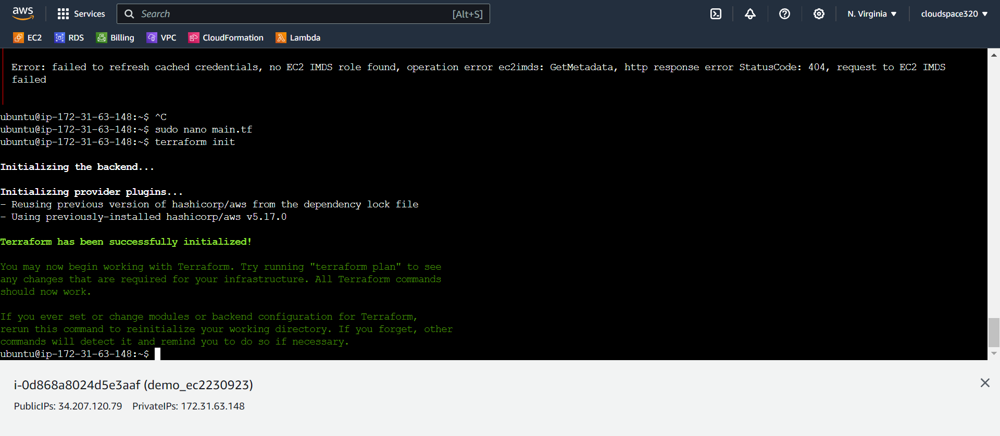 aws
Services
Search [Alt+S]
N. Virginia
cloudspace320
EC2 RDS Billing VPC CloudFormation Lambda
Error: failed to refresh cached credentials, no EC2 IMDS role found, operation error ec2imds: GetMetadata, http response error StatusCode: 404, request to EC2 IMDS
failed
ubuntu@ip-172-31-63-148:~$ ^C
ubuntu@ip-172-31-63-148:~$ sudo nano main.tf
ubuntu@ip-172-31-63-148:~$ terraform init
Initializing the backend...
Initializing provider plugins...
- Reusing previous version of hashicorp/aws from the dependency lock file
- Using previously-installed hashicorp/aws v5.17.0
Terraform has been successfully initialized!
You may now begin working with Terraform. Try running "terraform plan" to see
any changes that are required for your infrastructure. All Terraform commands
should now work.
If you ever set or change modules or backend configuration for Terraform,
rerun this command to reinitialize your working directory. If you forget, other
commands will detect it and remind you to do so if necessary.
ubuntu@ip-172-31-63-148:~$
i-0d868a8024d5e3aaf (demo_ec2230923)
PublicIPs: 34.207.120.79 PrivateIPs: 172.31.63.148